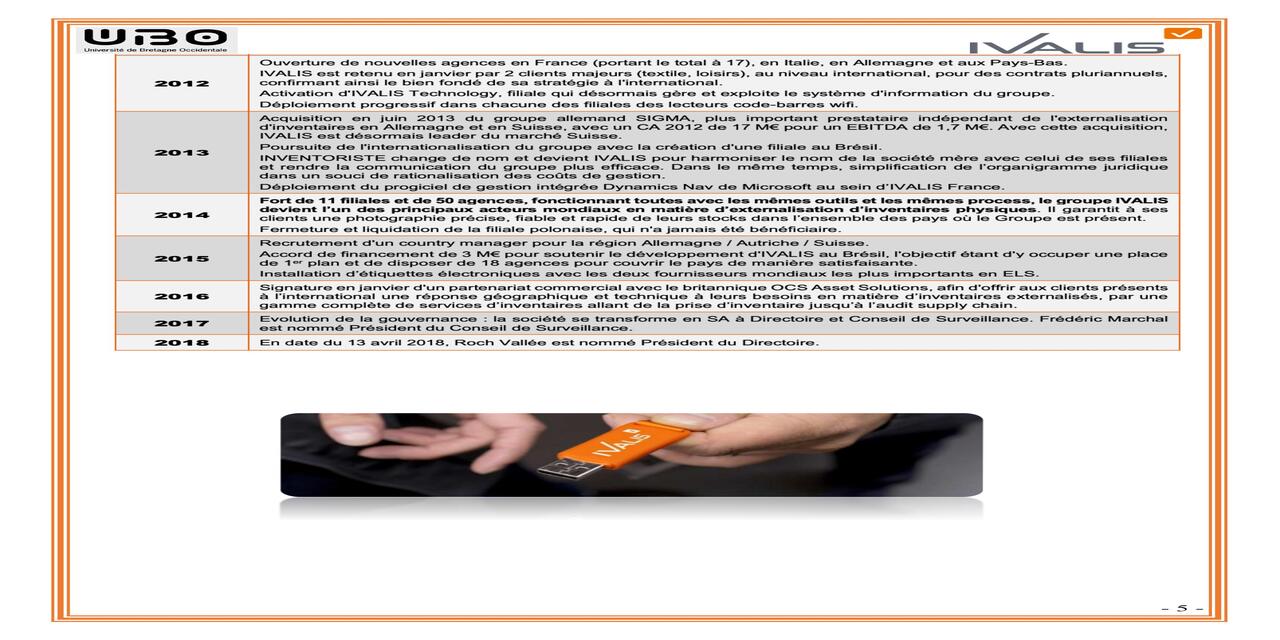 UBO
Université de Bretagne Occidentale
IVALIS
2012
Ouverture de nouvelles agences en France (portant le total à 17), en Italie, en Allemagne et aux Pays-Bas.
IVALIS est retenu en janvier par 2 clients majeurs (textile, loisirs), au niveau international, pour des contrats pluriannuels,
confirmant ainsi le bien fondé de sa stratégie à l'international.
Activation d'IVALIS Technology, filiale qui désormais gère et exploite le système d'information du groupe.
Déploiement progressif dans chacune des filiales des lecteurs code-barres wifi.
2013
Acquisition en juin 2013 du groupe allemand SIGMA, plus important prestataire indépendant de l'externalisation
d'inventaires en Allemagne et en Suisse, avec un CA 2012 de 17 M€ pour un EBITDA de 1,7 M€. Avec cette acquisition,
IVALIS est désormais leader du marché Suisse.
Poursuite de l'internationalisation du groupe avec la création d'une filiale au Brésil.
INVENTORISTE change de nom et devient IVALIS pour harmoniser le nom de la société mère avec celui de ses filiales
et rendre la communication du groupe plus efficace. Dans le même temps, simplification de l'organigramme juridique
dans un souci de rationalisation des coûts de gestion.
Déploiement du progiciel de gestion intégrée Dynamics Nav de Microsoft au sein d'IVALIS France.
2014
Fort de 11 filiales et de 50 agences, fonctionnant toutes avec les mêmes outils et les mêmes process, le groupe IVALIS
devient l'un des principaux acteurs mondiaux en matière d'externalisation d'inventaires physiques. Il garantit à ses
clients une photographie précise, fiable et rapide de leurs stocks dans l'ensemble des pays où le Groupe est présent.
Fermeture et liquidation de la filiale polonaise, qui n'a jamais été bénéficiaire.
2015
Recrutement d'un country manager pour la région Allemagne / Autriche / Suisse.
Accord de financement de 3 M€ pour soutenir le développement d'IVALIS au Brésil, l'objectif étant d'y occuper une place
de 1er plan et de disposer de 18 agences pour couvrir le pays de manière satisfaisante.
Installation d'étiquettes électroniques avec les deux fournisseurs mondiaux les plus importants en ELS.
2016
Signature en janvier d'un partenariat commercial avec le britannique OCS Asset Solutions, afin d'offrir aux clients présents
à l'international une réponse géographique et technique à leurs besoins en matière d'inventaires externalisés, par une
gamme complète de services d'inventaires allant de la prise d'inventaire jusqu'à l'audit supply chain.
2017
Evolution de la gouvernance : la société se transforme en SA à Directoire et Conseil de Surveillance. Frédéric Marchal
est nommé Président du Conseil de Surveillance.
2018
En date du 13 avril 2018, Roch Vallée est nommé Président du Directoire.
IVALIS
- 5 -